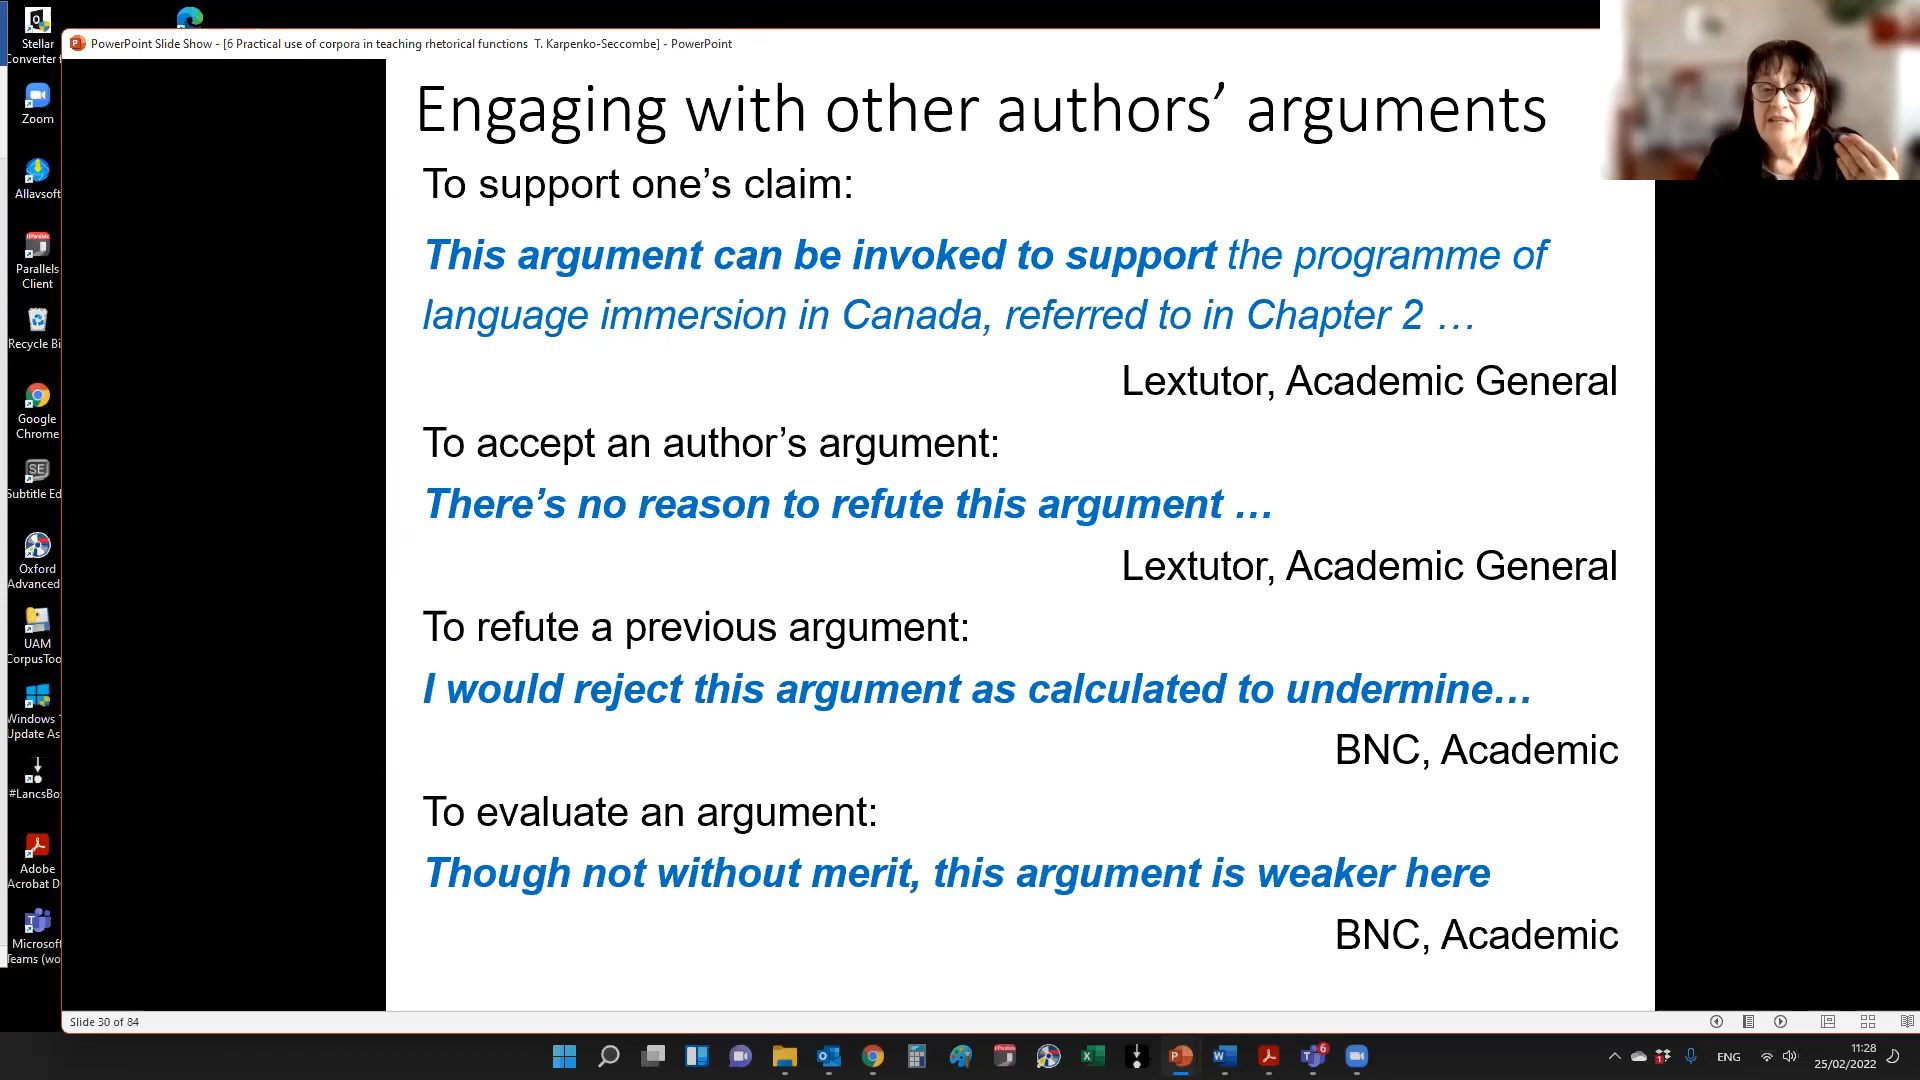 Stellar
Converter f
PowerPoint Slide Show - [6 Practical use of corpora in teaching rhetorical functions T. Karpenko-Seccombe] - PowerPoint
Zoom
Allavsoft
Parallels
Client
Recycle Bi
Google
Chrome
SE
Subtitle Ed
Oxford
Advanced
UAM
CorpusToo
Windows
Update As
#LancsBo
Adobe
Acrobat D
Microsoft
Teams (wo
Engaging with other authors’ arguments
To support one’s claim:
This argument can be invoked to support the programme of
language immersion in Canada, referred to in Chapter 2 …
Lextutor, Academic General
To accept an author’s argument:
There’s no reason to refute this argument …
Lextutor, Academic General
To refute a previous argument:
I would reject this argument as calculated to undermine…
BNC, Academic
To evaluate an argument:
Though not without merit, this argument is weaker here
BNC, Academic
Slide 30 of 84
6
1
ENG
11:28
25/02/2022